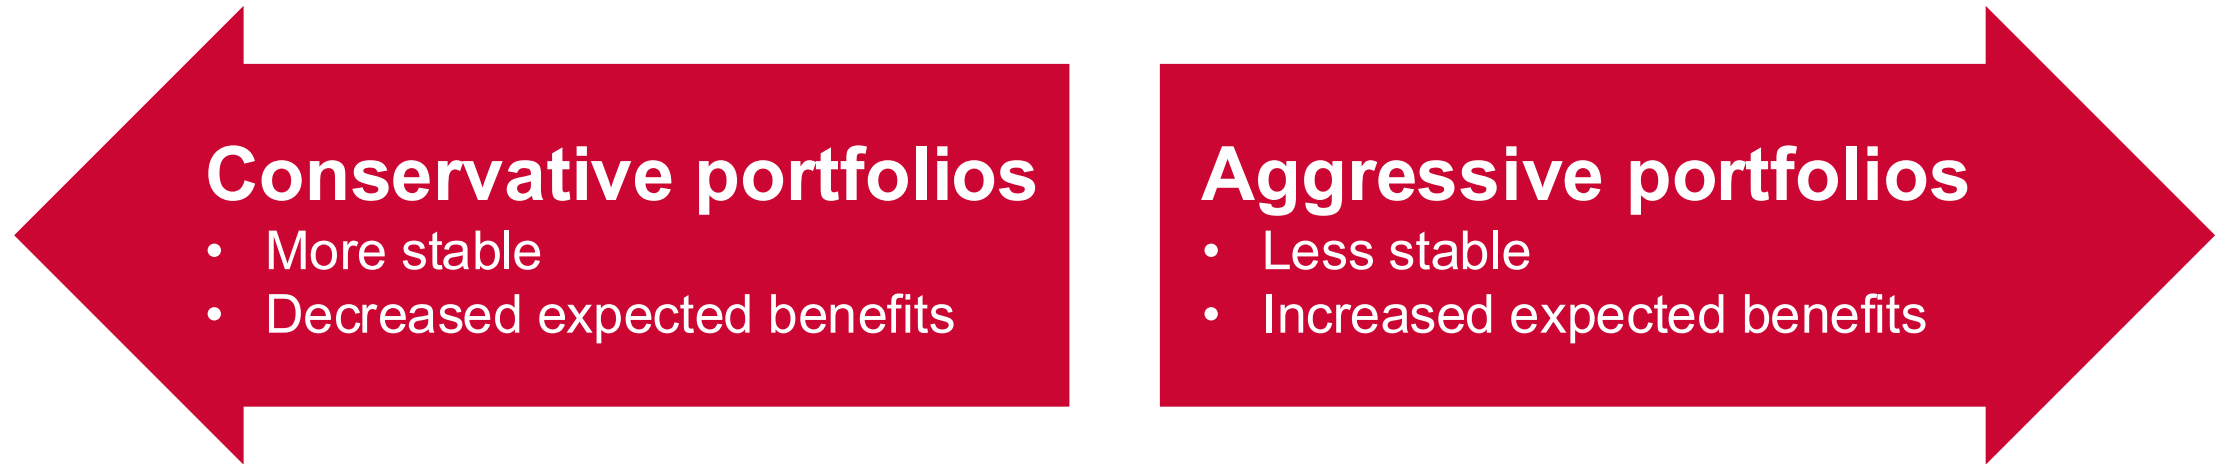 Conservative portfolios
• More stable
• Decreased expected benefits
Aggressive portfolios
• Less stable
• Increased expected benefits